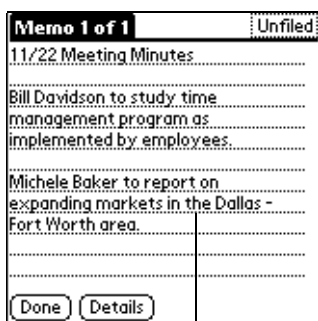 Memo 1 of 1
Unfiled
11/22 Meeting Minutes
Bill Davidson to study time
management program as
implemented by employees.
Michele Baker to report on
expanding markets in the Dallas -
Fort Worth area.
Done Details